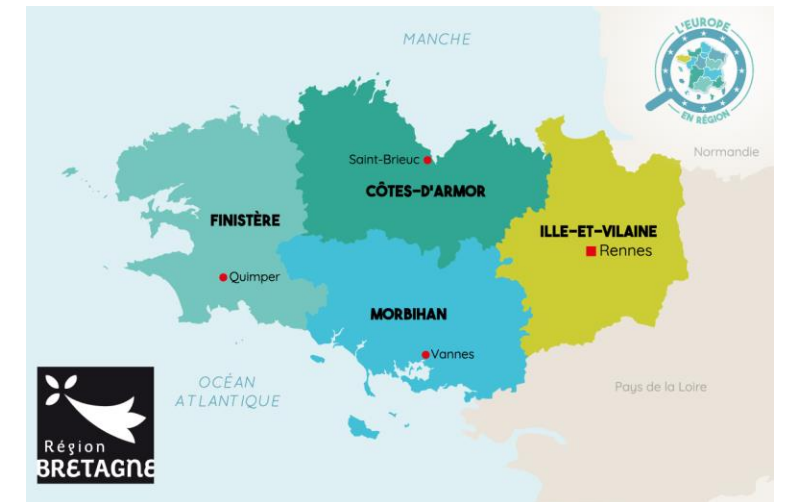 MANCHE
L'EUROPE
EN RÉGION
Normandie
Saint-Brieuc
CÔTES-D'ARMOR
FINISTÈRE
ILLE-ET-VILAINE
Rennes
Quimper
MORBIHAN
Vannes
OCÉAN
ATLANTIQUE
Pays de la Loire
Région
BRETAGNE